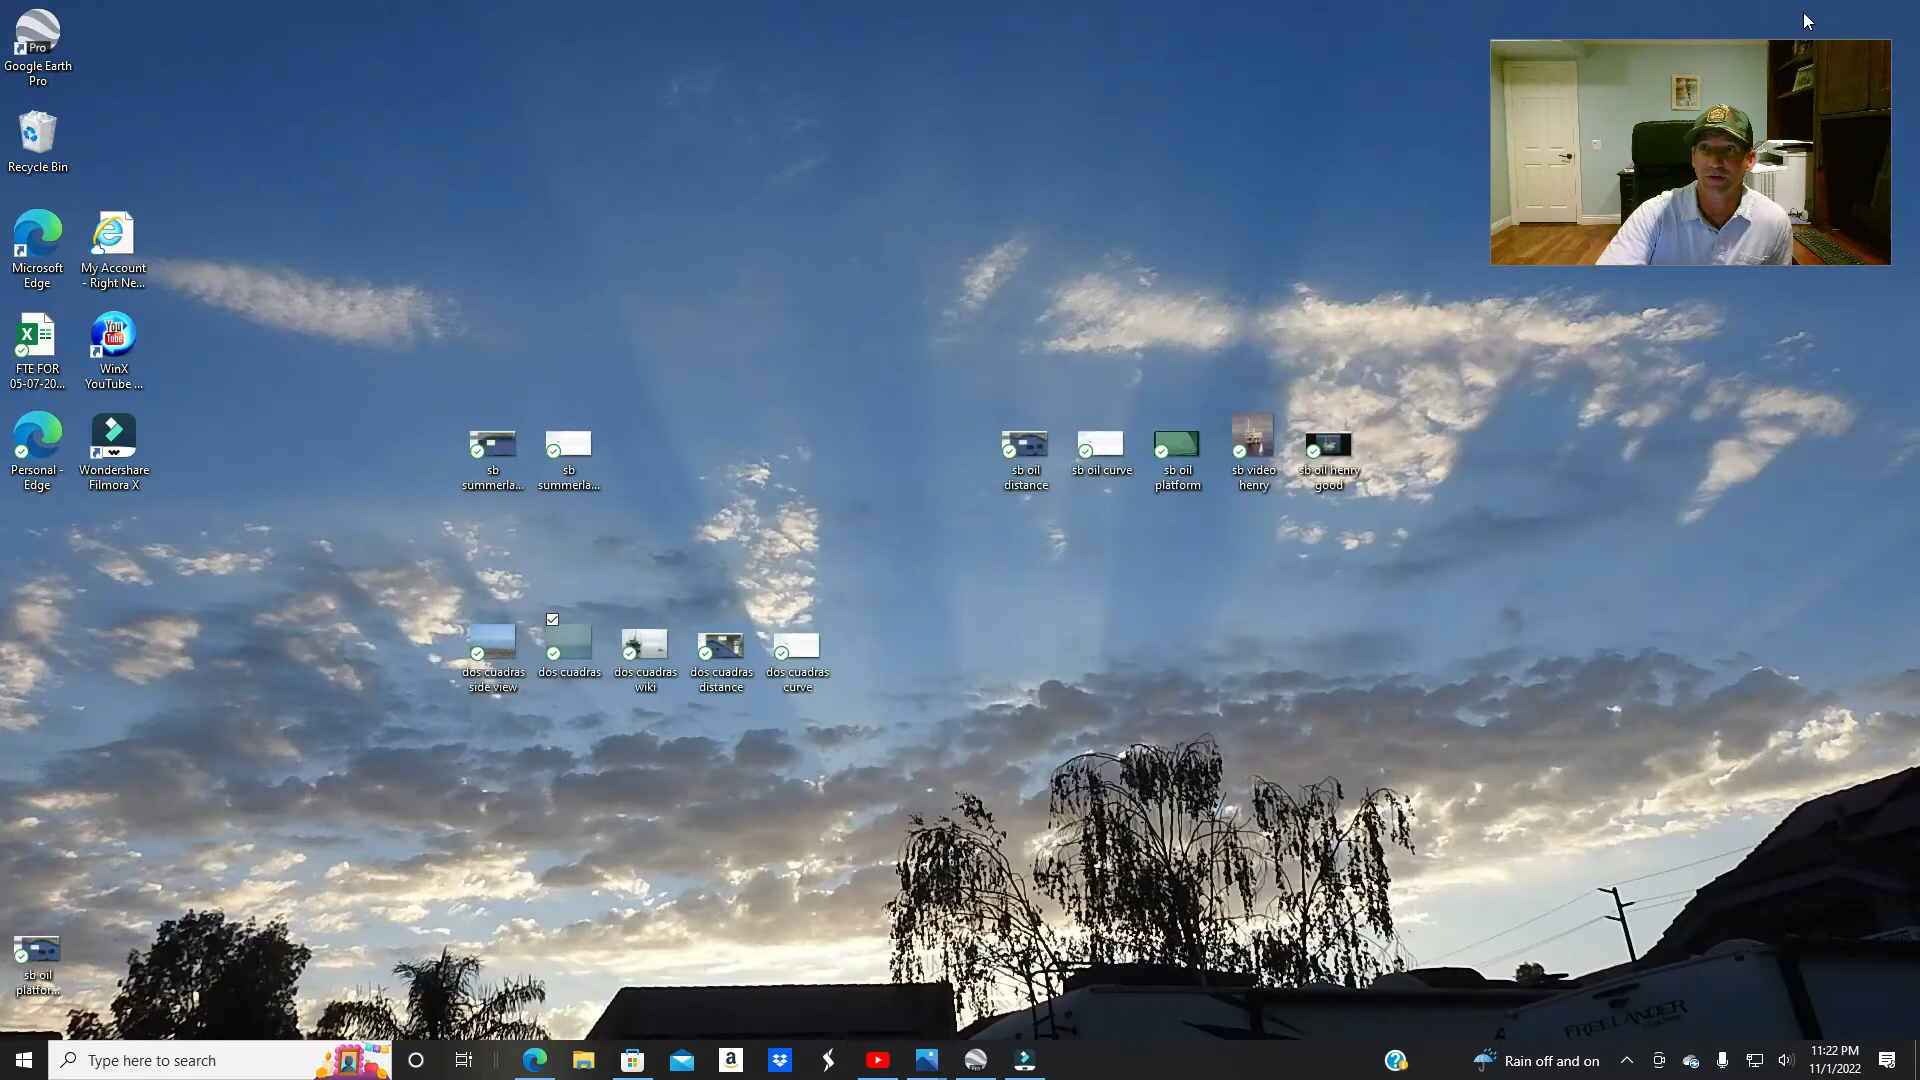 Pro
Google Earth
Pro
Recycle Bin
Microsoft
Edge
My Account
- Right Ne...
FTE FOR
05-07-20...
You
Tube
WinX
YouTube ...
Personal -
Edge
Wondershare
Filmora X
sb
summerla...
sb
summerla...
sb oil
distance
sb oil curve
sb oil
platform
sb video
henry
sb oil henry
good
dos cuadras
side view
dos cuadras
dos cuadras
wiki
dos cuadras
distance
dos cuadras
curve
sb oil
platfor...
FREELANDER
Type here to search
Rain off and on
11:22 PM
11/1/2022